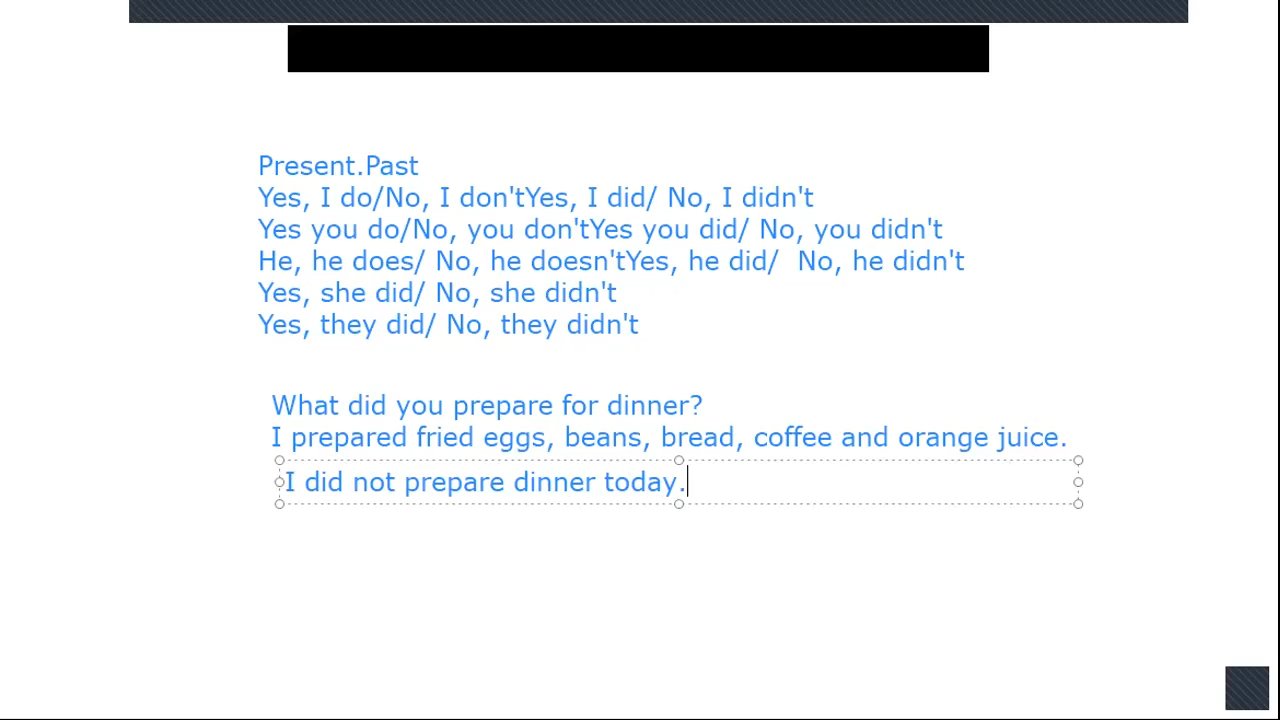 Present.Past
Yes, I do/No, I don'tYes, I did/ No, I didn't
Yes you do/No, you don'tYes you did/ No, you didn't
He, he does/ No, he doesn'tYes, he did/  No, he didn't
Yes, she did/ No, she didn't
Yes, they did/ No, they didn't
What did you prepare for dinner?
I prepared fried eggs, beans, bread, coffee and orange juice.
I did not prepare dinner today.